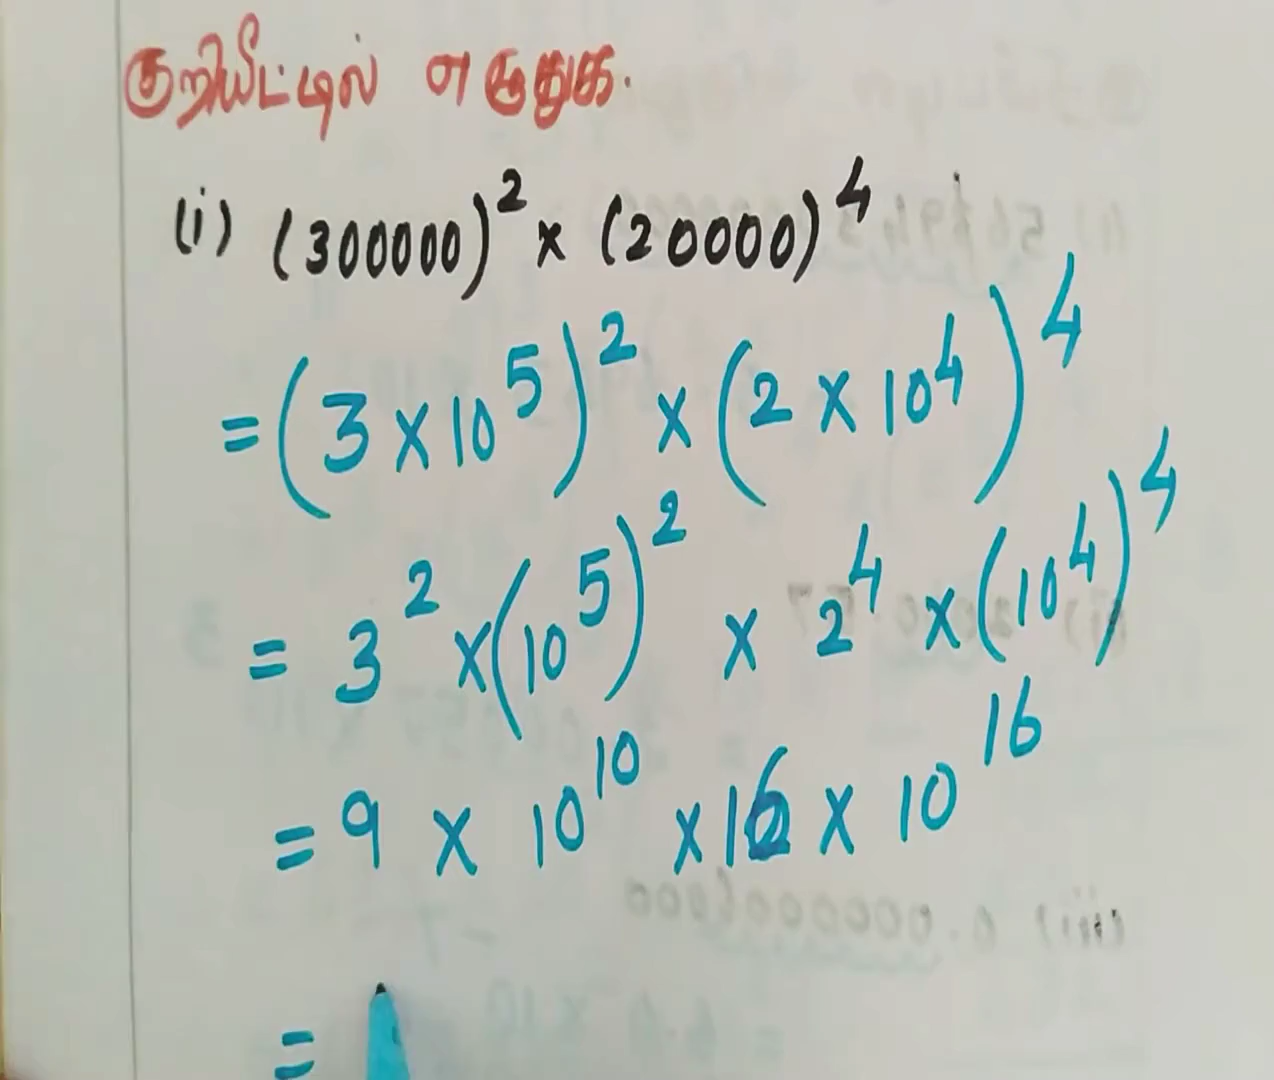 குறியீட்டில் எழுதுக.
(i) (300000)² × (20000)⁴
= (3 × 10⁵)² × (2 × 10⁴)⁴
= 3² × (10⁵)² × 2⁴ × (10⁴)⁴
= 9 × 10¹⁰ × 16 × 10¹⁶
=